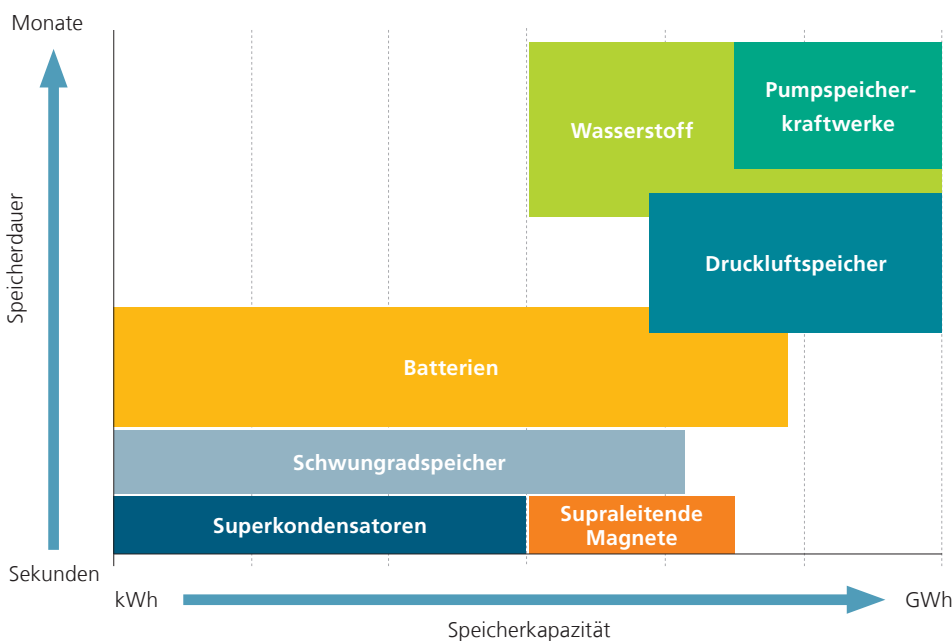 Monate
Pumpspeicher-
kraftwerke
Wasserstoff
Speicherdauer
Druckluftspeicher
Batterien
Schwungradspeicher
Superkondensatoren
Supraleitende
Magnete
Sekunden
kWh
GWh
Speicherkapazität